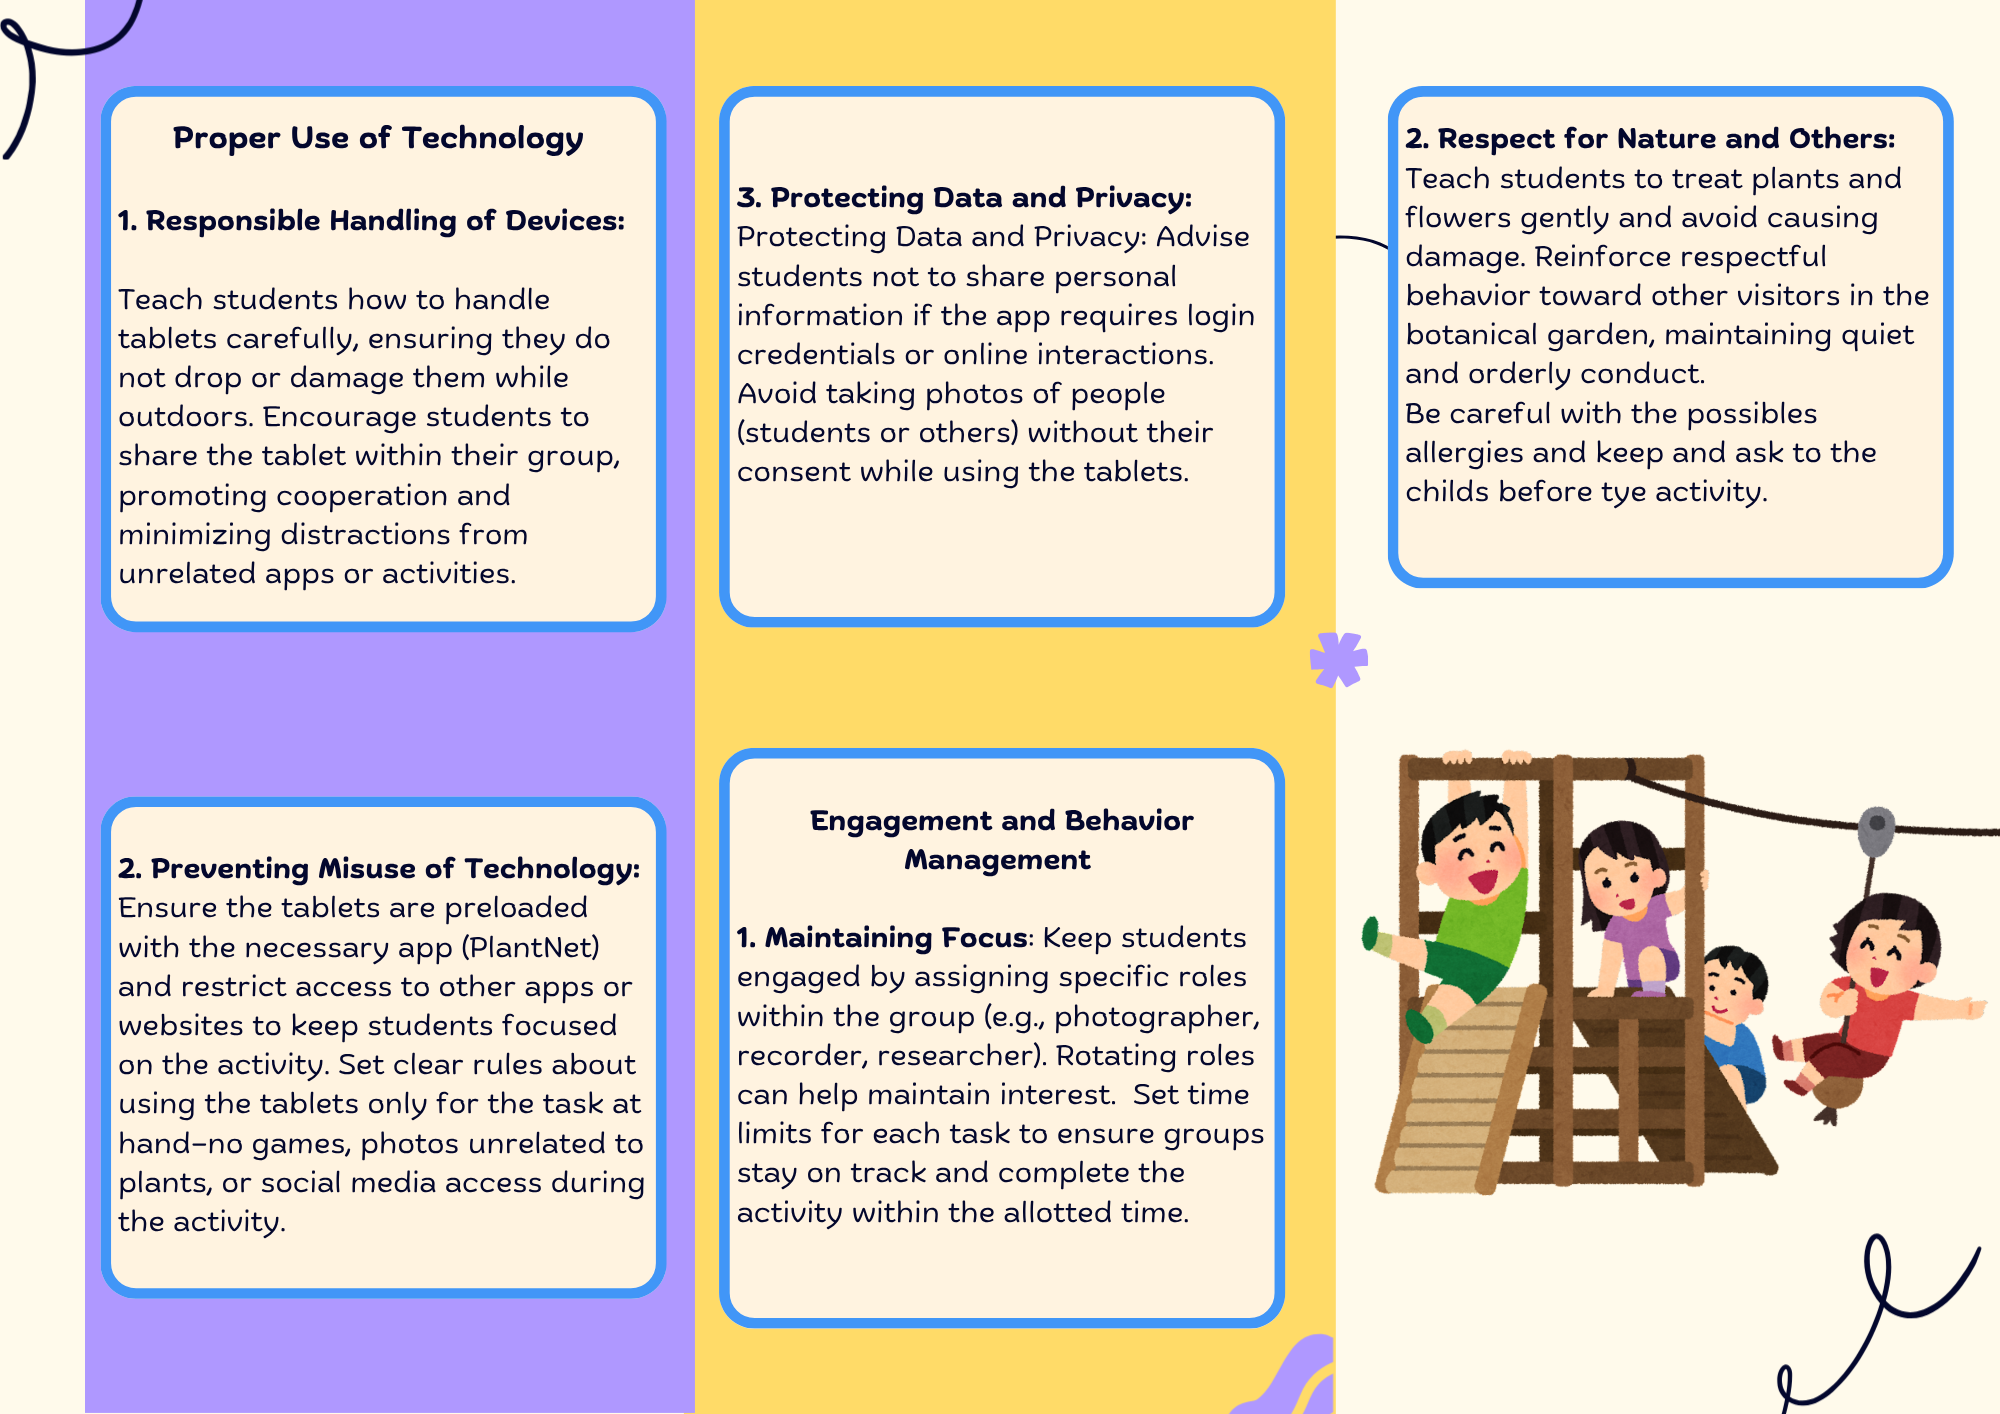 Proper Use of Technology
1. Responsible Handling of Devices:
Teach students how to handle
tablets carefully, ensuring they do
not drop or damage them while
outdoors. Encourage students to
share the tablet within their group,
promoting cooperation and
minimizing distractions from
unrelated apps or activities.
2. Preventing Misuse of Technology:
Ensure the tablets are preloaded
with the necessary app (PlantNet)
and restrict access to other apps or
websites to keep students focused
on the activity. Set clear rules about
using the tablets only for the task at
hand–no games, photos unrelated to
plants, or social media access during
the activity.
3. Protecting Data and Privacy:
Protecting Data and Privacy: Advise
students not to share personal
information if the app requires login
credentials or online interactions.
Avoid taking photos of people
(students or others) without their
consent while using the tablets.
Engagement and Behavior
Management
1. Maintaining Focus: Keep students
engaged by assigning specific roles
within the group (e.g., photographer,
recorder, researcher). Rotating roles
can help maintain interest.  Set time
limits for each task to ensure groups
stay on track and complete the
activity within the allotted time.
2. Respect for Nature and Others:
Teach students to treat plants and
flowers gently and avoid causing
damage. Reinforce respectful
behavior toward other visitors in the
botanical garden, maintaining quiet
and orderly conduct.
Be careful with the possibles
allergies and keep and ask to the
childs before tye activity.